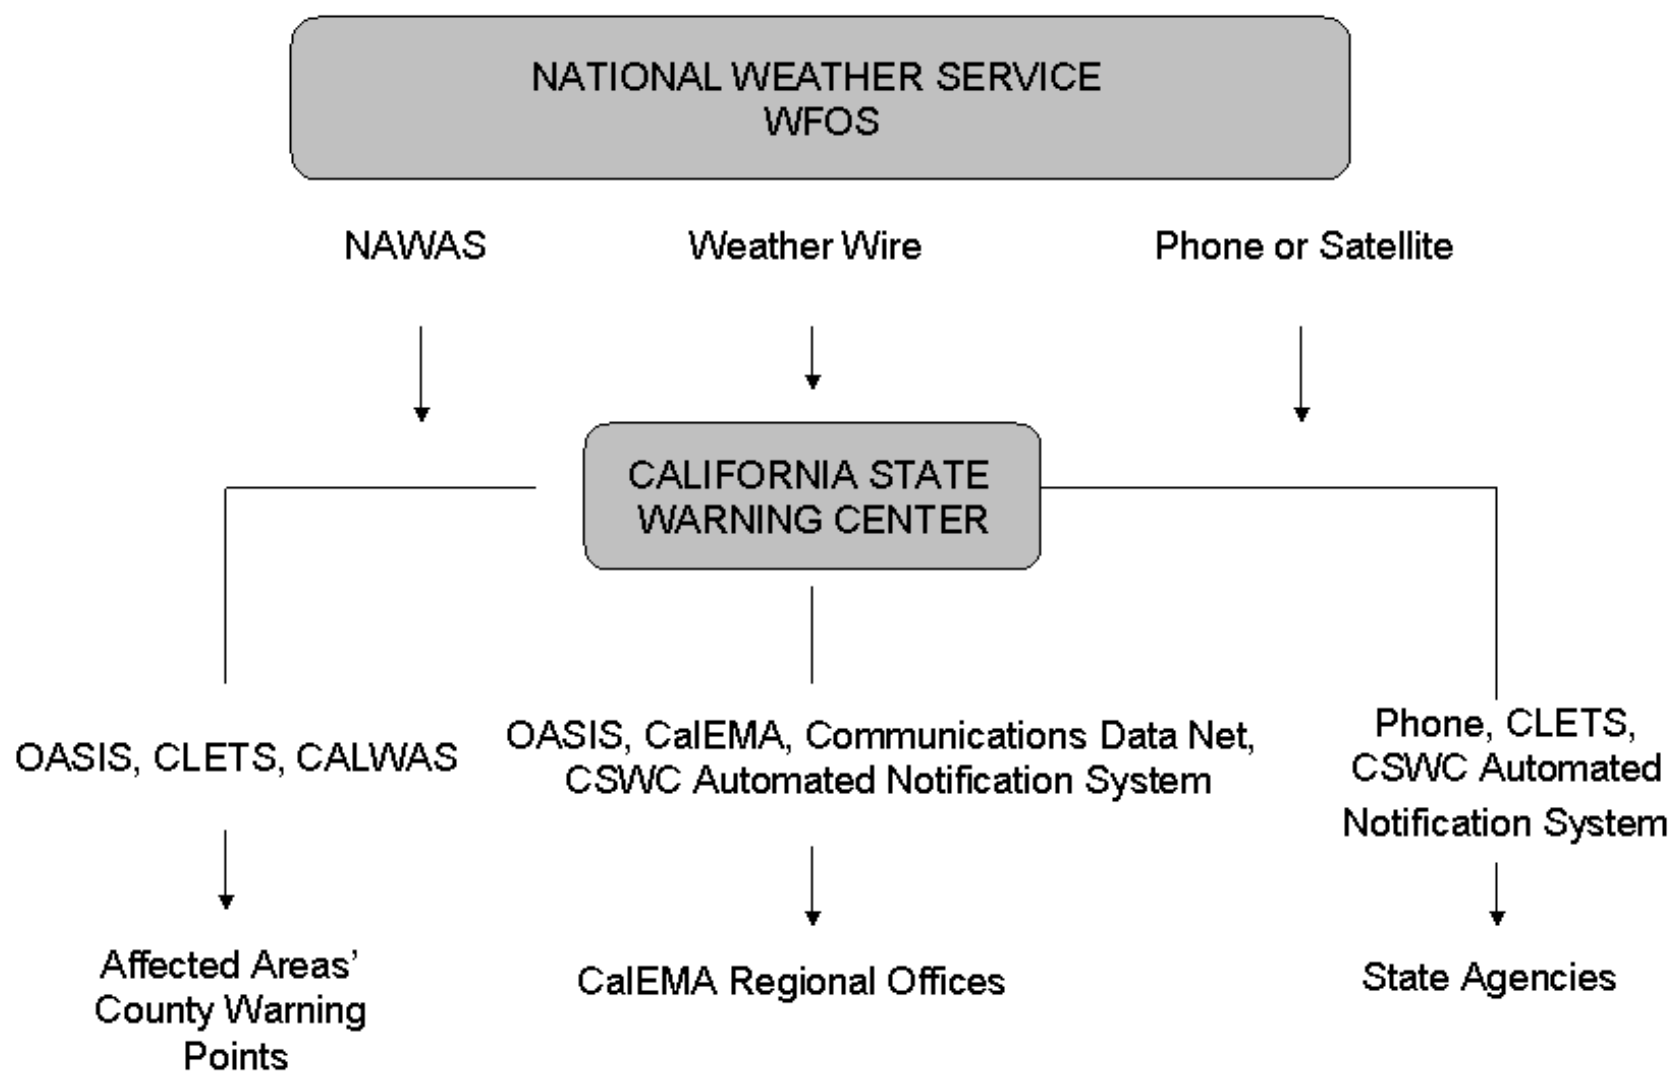 NATIONAL WEATHER SERVICE
WFOS
NAWAS
Weather Wire
Phone or Satellite
CALIFORNIA STATE
WARNING CENTER
OASIS, CLETS, CALWAS
OASIS, CalEMA, Communications Data Net,
CSWC Automated Notification System
Phone, CLETS,
CSWC Automated
Notification System
Affected Areas’
County Warning
Points
CalEMA Regional Offices
State Agencies